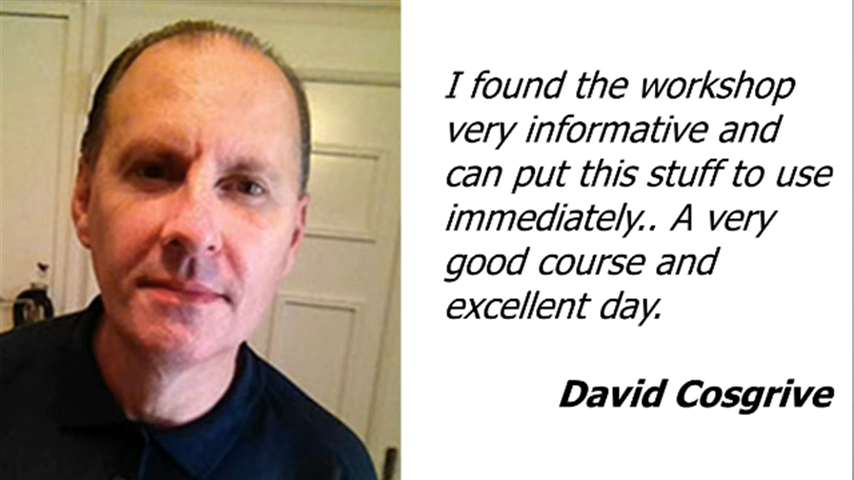 I found the workshop
very informative and
can put this stuff to use
immediately.. A very
good course and
excellent day.
David Cosgrive